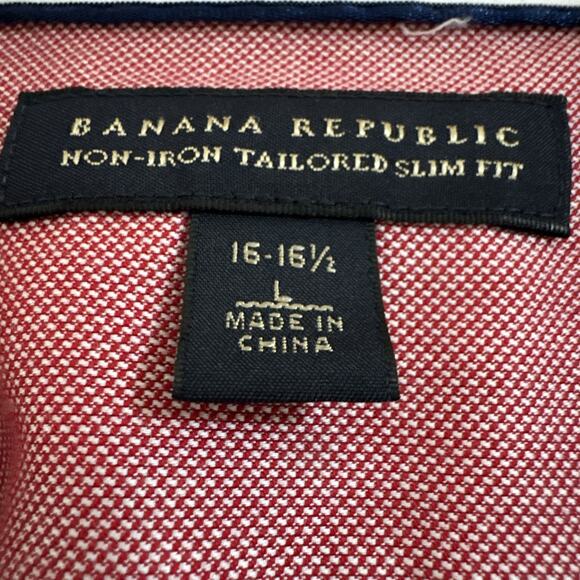 BANANA REPUBLIC
NON-IRON TAILORED SLIM FIT
16-16½
L
MADE IN
CHINA